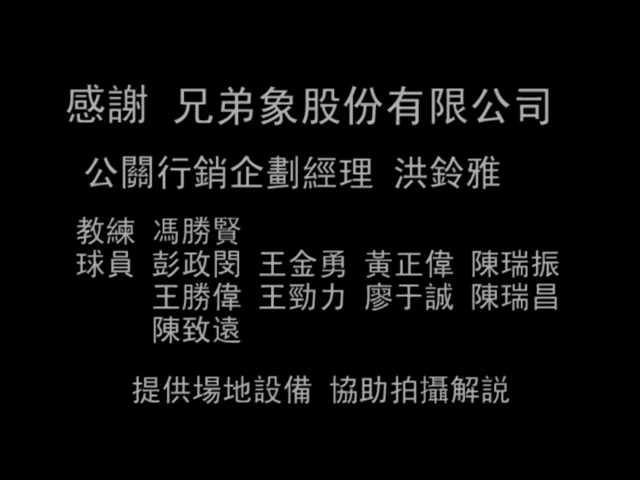 感謝 兄弟象股份有限公司
公關行銷企劃經理 洪鈴雅
教練 馮勝賢
球員 彭政閔 王金勇 黃正偉 陳瑞振
王勝偉 王勁力 廖于誠 陳瑞昌
陳致遠
提供場地設備 協助拍攝解説